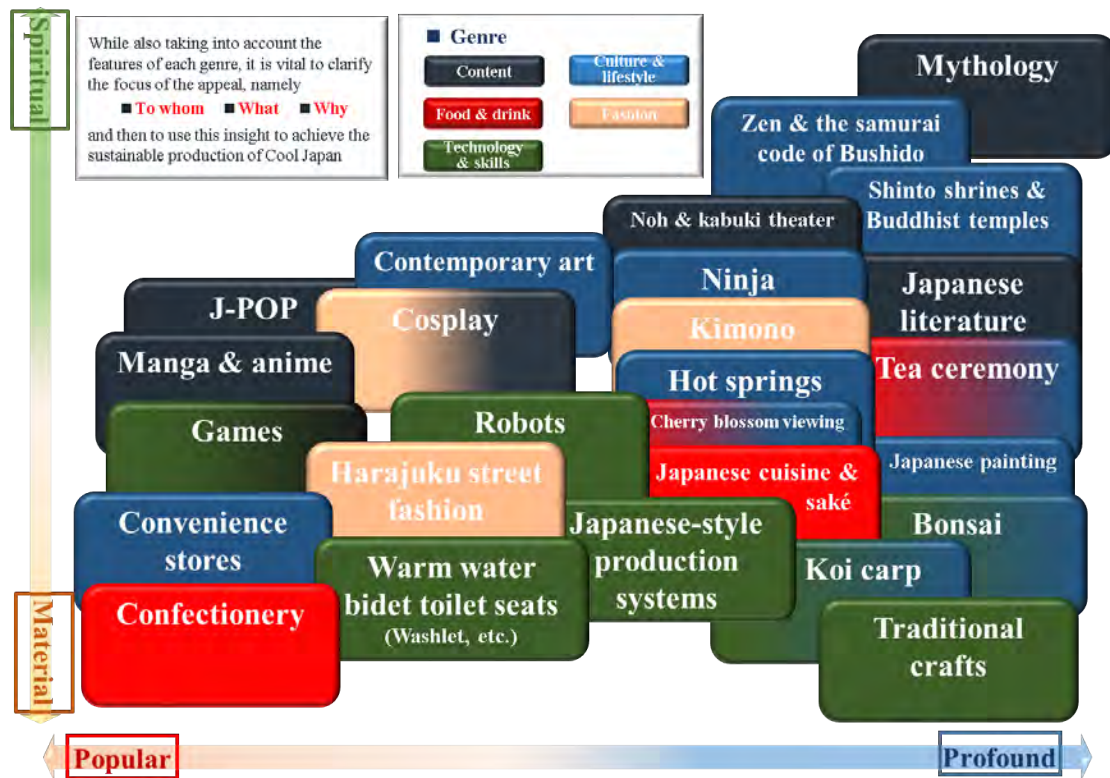 Spiritual
While also taking into account the
features of each genre, it is vital to clarify
the focus of the appeal, namely
■ To whom ■ What ■ Why
and then to use this insight to achieve the
sustainable production of Cool Japan
■ Genre
Content
Culture &
lifestyle
Food & drink
Fashion
Technology
& skills
Mythology
Zen & the samurai
code of Bushido
Shinto shrines &
Buddhist temples
Noh & kabuki theater
Contemporary art
Ninja
Japanese
literature
J-POP
Cosplay
Kimono
Manga & anime
Hot springs
Tea ceremony
Games
Robots
Cherry blossom viewing
Harajuku street
fashion
Japanese cuisine &
saké
Japanese painting
Convenience
stores
Japanese-style
production
systems
Bonsai
Warm water
bidet toilet seats
(Washlet, etc.)
Koi carp
Confectionery
Traditional
crafts
Material
Popular
Profound